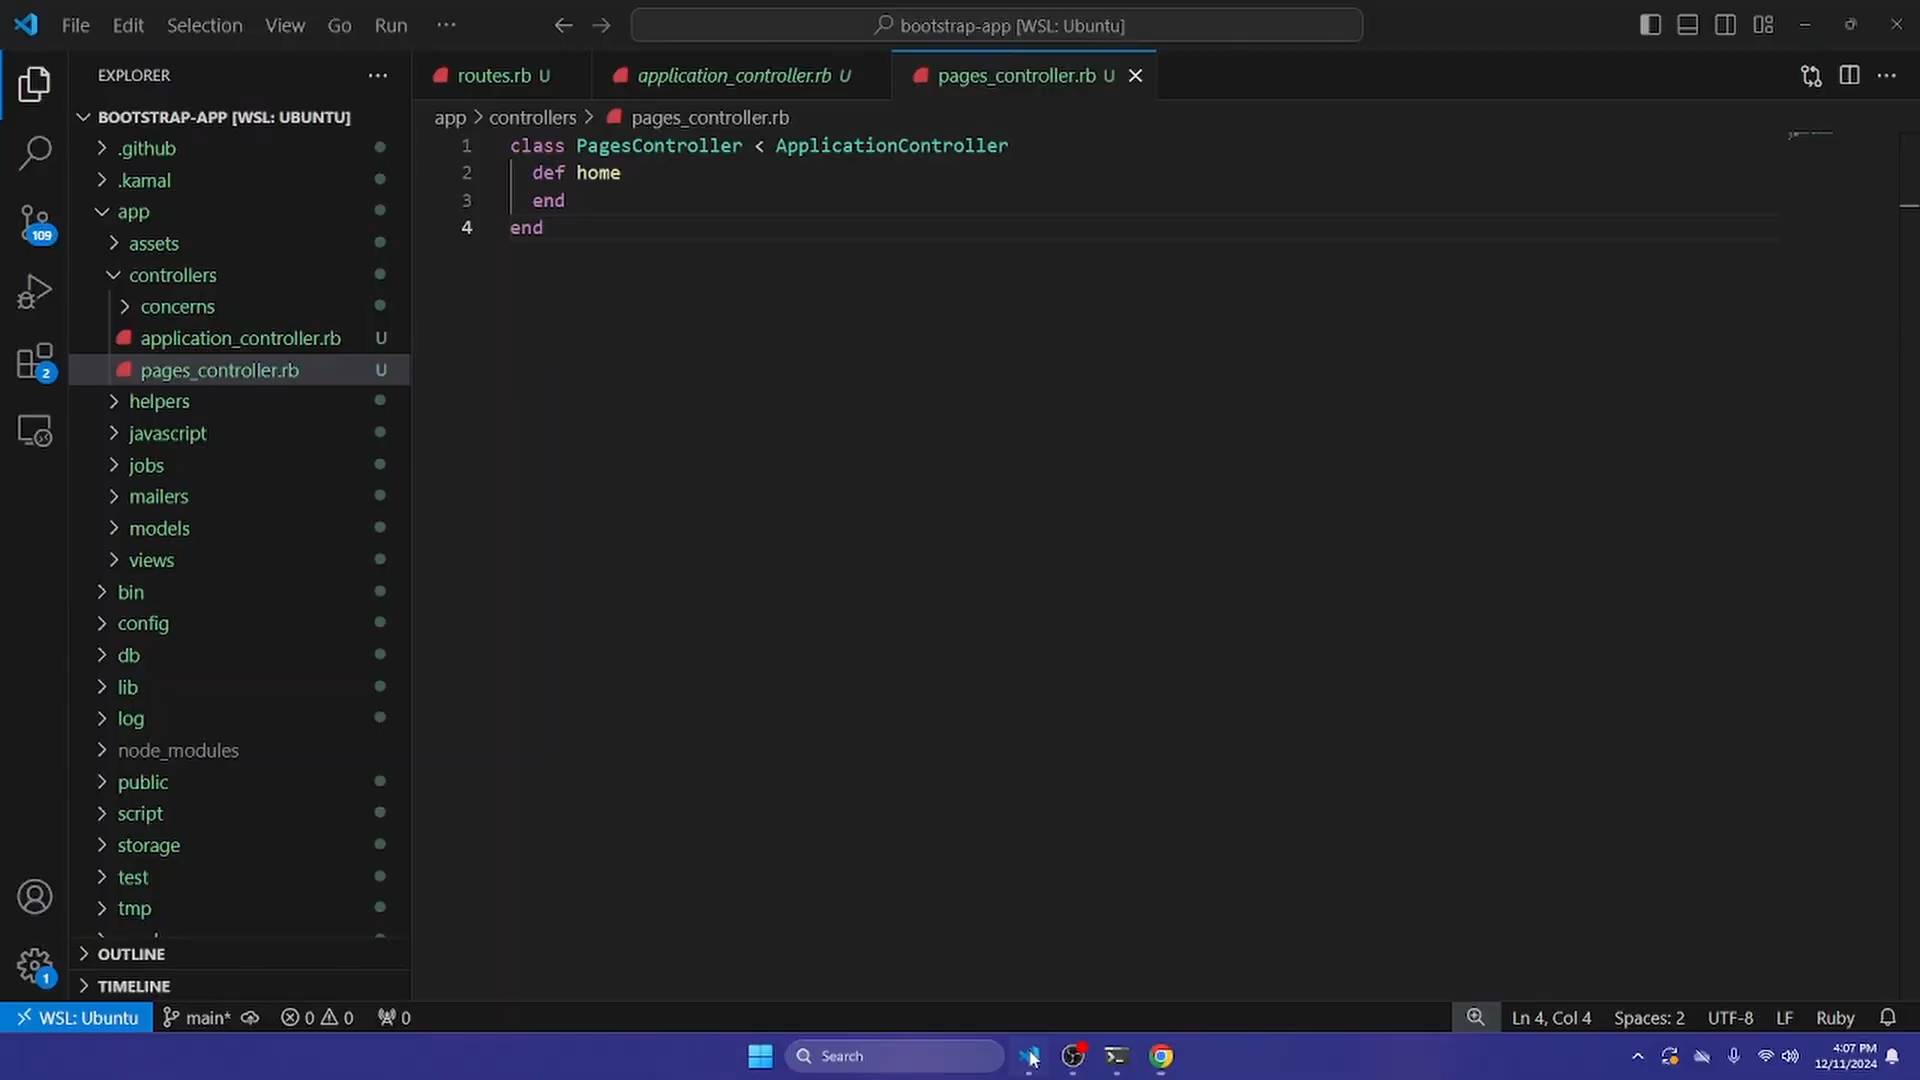 File Edit Selection View Go Run ··· bootstrap-app [WSL: Ubuntu]
EXPLORER ···
BOOTSTRAP-APP [WSL: UBUNTU]
.github
.kamal
app
assets
controllers
concerns
application_controller.rb U
pages_controller.rb U
helpers
javascript
jobs
mailers
models
views
bin
config
db
lib
log
node_modules
public
script
storage
test
tmp
OUTLINE
TIMELINE
109
2
1
routes.rb U application_controller.rb U pages_controller.rb U
app > controllers > pages_controller.rb
1 class PagesController < ApplicationController
2 def home
3 end
4 end
WSL: Ubuntu main* 0 0 0 Ln 4, Col 4 Spaces: 2 UTF-8 LF Ruby
Search
4:07 PM
12/11/2024